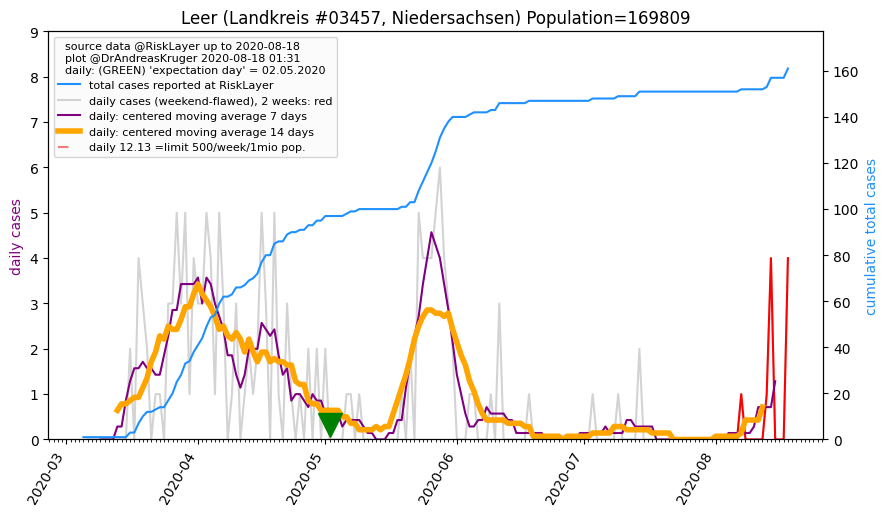 Leer (Landkreis #03457, Niedersachsen) Population=169809
source data @RiskLayer up to 2020-08-18
plot @DrAndreasKruger 2020-08-18 01:31
daily: (GREEN) 'expectation day' = 02.05.2020
total cases reported at RiskLayer
daily cases (weekend-flawed), 2 weeks: red
daily: centered moving average 7 days
daily: centered moving average 14 days
daily 12.13 =limit 500/week/1mio pop.
daily cases
9
8
7
6
5
4
3
2
1
0
cumulative total cases
160
140
120
100
80
60
40
20
0
2020-03
2020-04
2020-05
2020-06
2020-07
2020-08